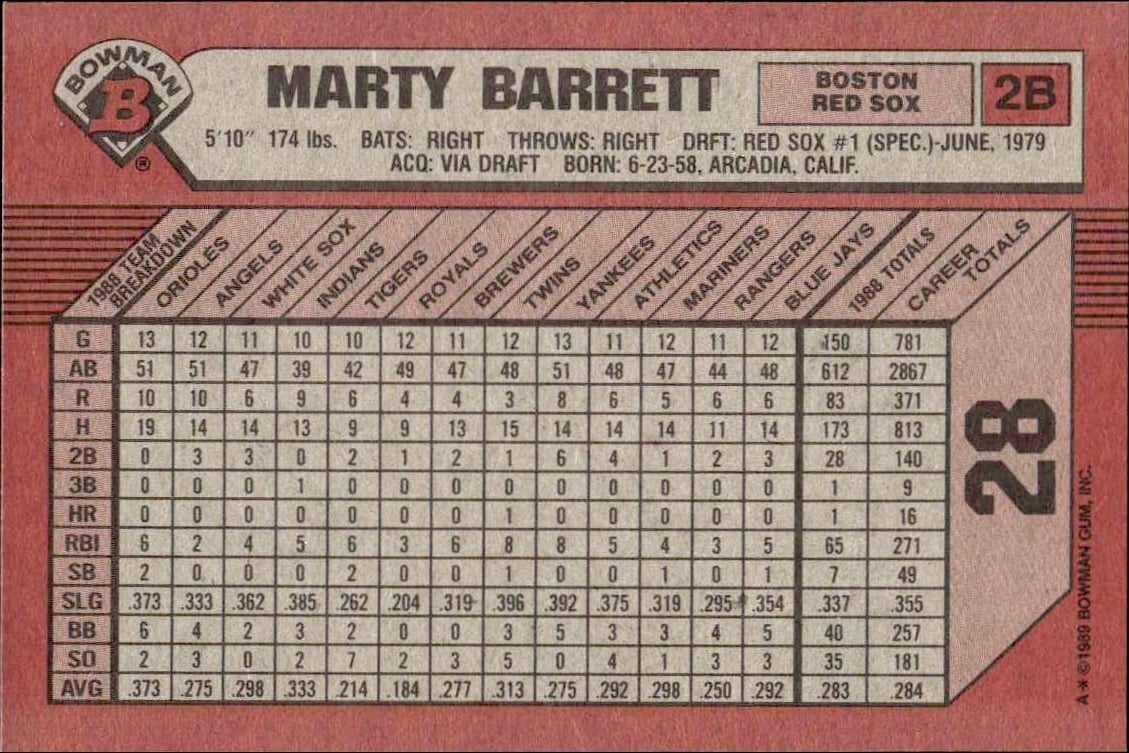 BOWMAN
B
®
MARTY BARRETT
BOSTON
RED SOX
2B
5'10" 174 lbs. BATS: RIGHT THROWS: RIGHT DRFT: RED SOX #1 (SPEC.)-JUNE, 1979
ACQ: VIA DRAFT BORN: 6-23-58, ARCADIA, CALIF.
1988 TEAM BREAKDOWN ORIOLES ANGELS WHITE SOX INDIANS TIGERS ROYALS BREWERS TWINS YANKEES ATHLETICS MARINERS RANGERS BLUE JAYS 1988 TOTALS CAREER TOTALS
G 13 12 11 10 10 12 11 12 13 11 12 11 12 150 781
AB 51 51 47 39 42 49 47 48 51 48 47 44 48 612 2867
R 10 10 6 9 6 4 4 3 8 6 5 6 6 83 371
H 19 14 14 13 9 9 13 15 14 14 14 11 14 173 813
2B 0 3 3 0 2 1 2 1 6 4 1 2 3 28 140
3B 0 0 0 1 0 0 0 0 0 0 0 0 0 1 9
HR 0 0 0 0 0 0 0 1 0 0 0 0 0 1 16
RBI 6 2 4 5 6 3 6 8 8 5 4 3 5 65 271
SB 2 0 0 0 2 0 0 1 0 0 1 0 1 7 49
SLG .373 .333 .362 .385 .262 .204 .319 .396 .392 .375 .319 .295 .354 .337 .355
BB 6 4 2 3 2 0 0 3 5 3 3 4 5 40 257
SO 2 3 0 2 7 2 3 5 0 4 1 3 3 35 181
AVG .373 .275 .298 .333 .214 .184 .277 .313 .275 .292 .298 .250 .292 .283 .284
28
A * ©1989 BOWMAN GUM, INC.